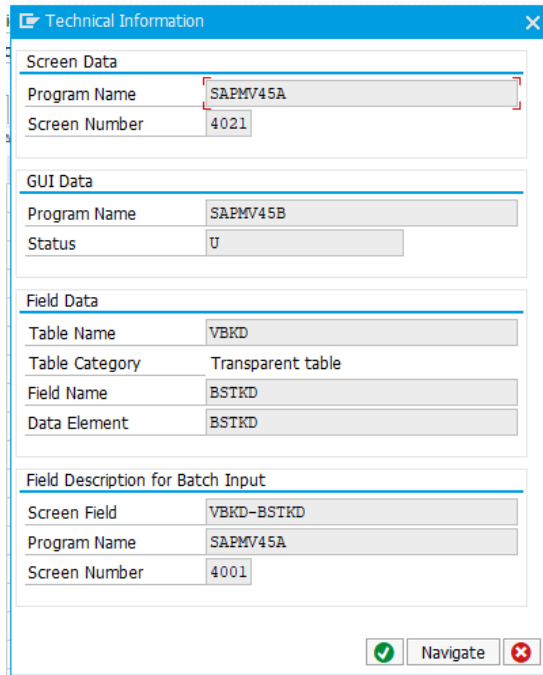 Technical Information
Screen Data
Program Name SAPMV45A
Screen Number 4021
GUI Data
Program Name SAPMV45B
Status U
Field Data
Table Name VBKD
Table Category Transparent table
Field Name BSTKD
Data Element BSTKD
Field Description for Batch Input
Screen Field VBKD-BSTKD
Program Name SAPMV45A
Screen Number 4001
Navigate